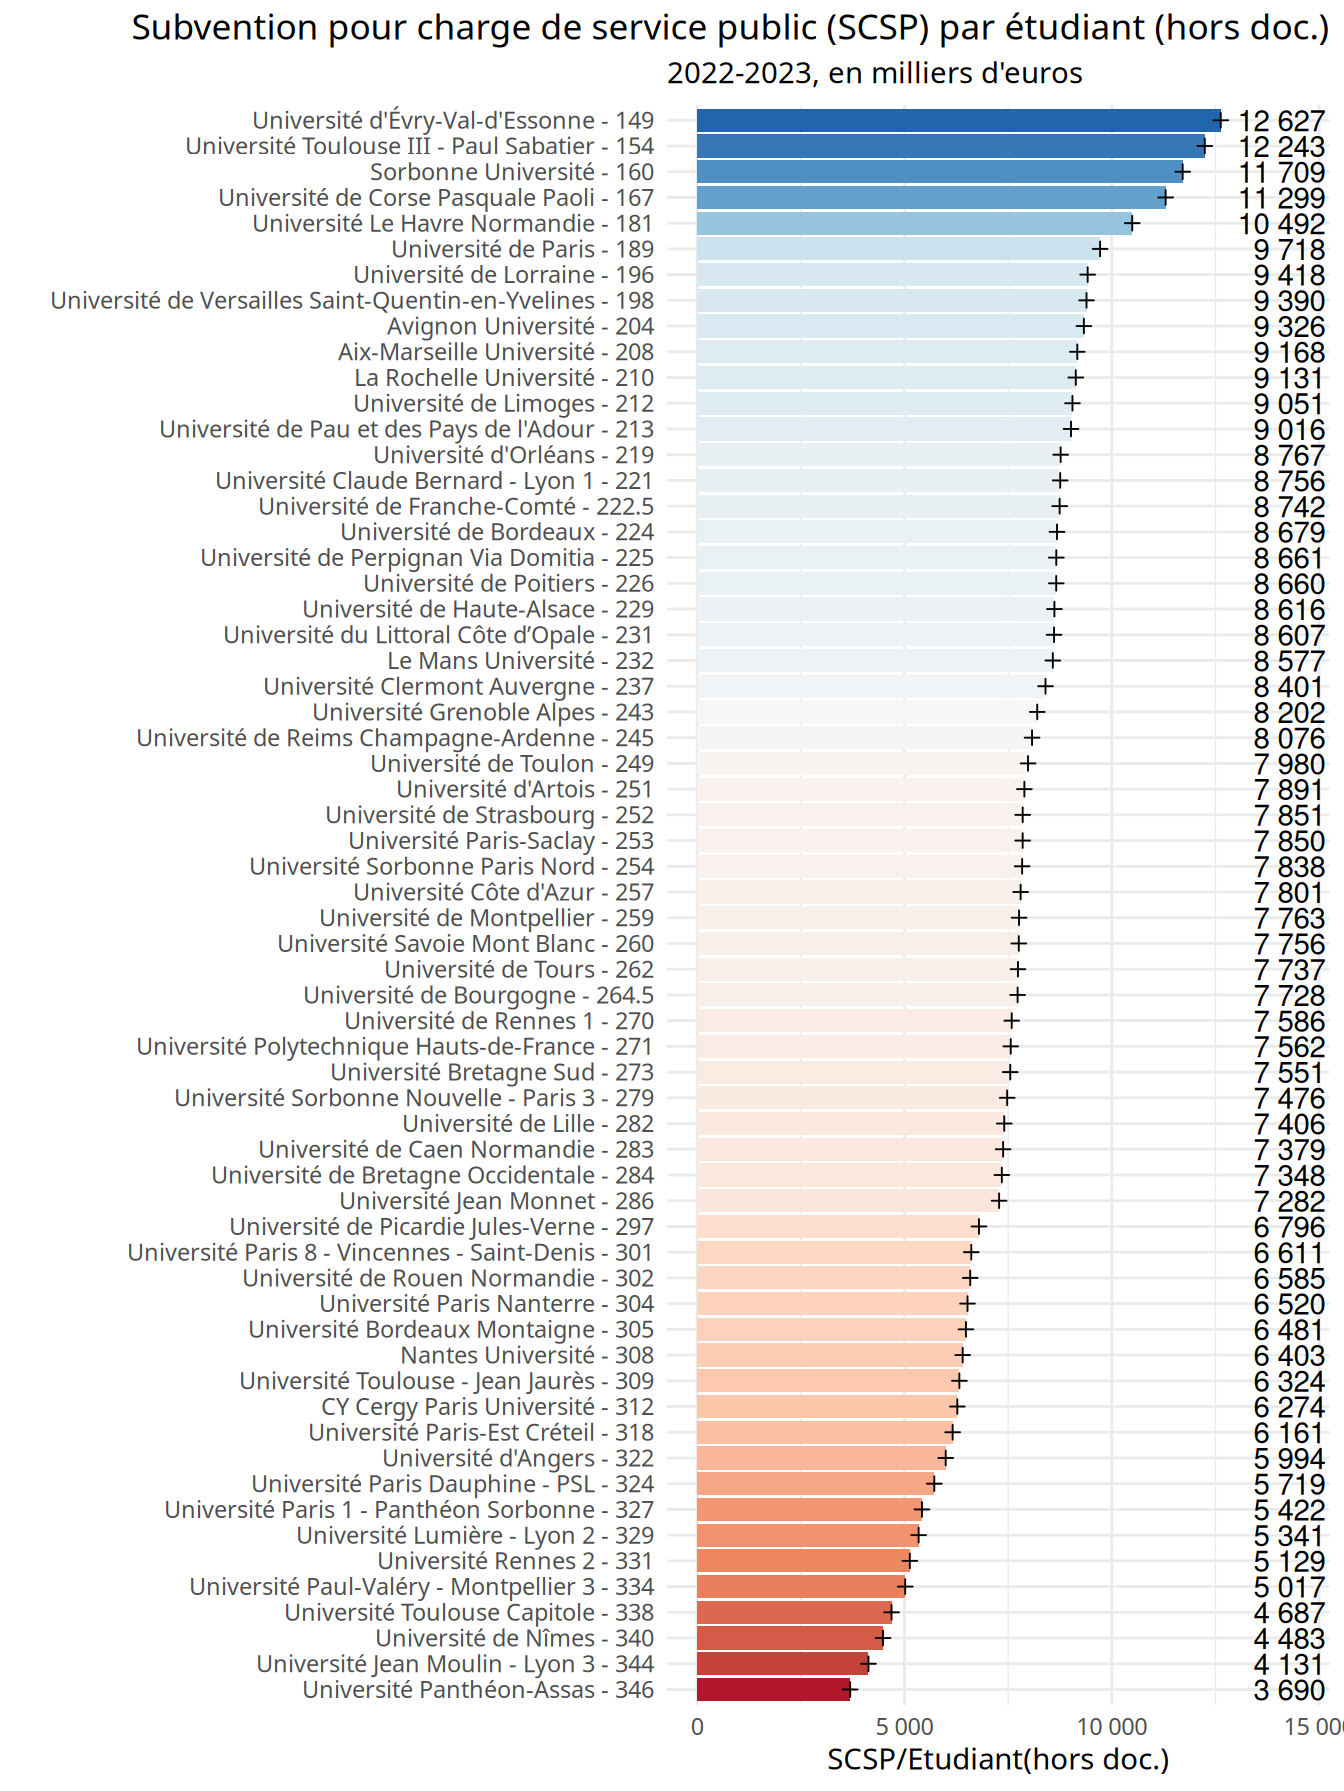 Subvention pour charge de service public (SCSP) par étudiant (hors doc.)
2022-2023, en milliers d'euros
Université d'Évry-Val-d'Essonne - 149 12 627
Université Toulouse III - Paul Sabatier - 154 12 243
Sorbonne Université - 160 11 709
Université de Corse Pasquale Paoli - 167 11 299
Université Le Havre Normandie - 181 10 492
Université de Paris - 189 9 718
Université de Lorraine - 196 9 418
Université de Versailles Saint-Quentin-en-Yvelines - 198 9 390
Avignon Université - 204 9 326
Aix-Marseille Université - 208 9 168
La Rochelle Université - 210 9 131
Université de Limoges - 212 9 051
Université de Pau et des Pays de l'Adour - 213 9 016
Université d'Orléans - 219 8 767
Université Claude Bernard - Lyon 1 - 221 8 756
Université de Franche-Comté - 222.5 8 742
Université de Bordeaux - 224 8 679
Université de Perpignan Via Domitia - 225 8 661
Université de Poitiers - 226 8 660
Université de Haute-Alsace - 229 8 616
Université du Littoral Côte d’Opale - 231 8 607
Le Mans Université - 232 8 577
Université Clermont Auvergne - 237 8 401
Université Grenoble Alpes - 243 8 202
Université de Reims Champagne-Ardenne - 245 8 076
Université de Toulon - 249 7 980
Université d'Artois - 251 7 891
Université de Strasbourg - 252 7 851
Université Paris-Saclay - 253 7 850
Université Sorbonne Paris Nord - 254 7 838
Université Côte d'Azur - 257 7 801
Université de Montpellier - 259 7 763
Université Savoie Mont Blanc - 260 7 756
Université de Tours - 262 7 737
Université de Bourgogne - 264.5 7 728
Université de Rennes 1 - 270 7 586
Université Polytechnique Hauts-de-France - 271 7 562
Université Bretagne Sud - 273 7 551
Université Sorbonne Nouvelle - Paris 3 - 279 7 476
Université de Lille - 282 7 406
Université de Caen Normandie - 283 7 379
Université de Bretagne Occidentale - 284 7 348
Université Jean Monnet - 286 7 282
Université de Picardie Jules-Verne - 297 6 796
Université Paris 8 - Vincennes - Saint-Denis - 301 6 611
Université de Rouen Normandie - 302 6 585
Université Paris Nanterre - 304 6 520
Université Bordeaux Montaigne - 305 6 481
Nantes Université - 308 6 403
Université Toulouse - Jean Jaurès - 309 6 324
CY Cergy Paris Université - 312 6 274
Université Paris-Est Créteil - 318 6 161
Université d'Angers - 322 5 994
Université Paris Dauphine - PSL - 324 5 719
Université Paris 1 - Panthéon Sorbonne - 327 5 422
Université Lumière - Lyon 2 - 329 5 341
Université Rennes 2 - 331 5 129
Université Paul-Valéry - Montpellier 3 - 334 5 017
Université Toulouse Capitole - 338 4 687
Université de Nîmes - 340 4 483
Université Jean Moulin - Lyon 3 - 344 4 131
Université Panthéon-Assas - 346 3 690
0 5 000 10 000 15 00
SCSP/Etudiant(hors doc.)